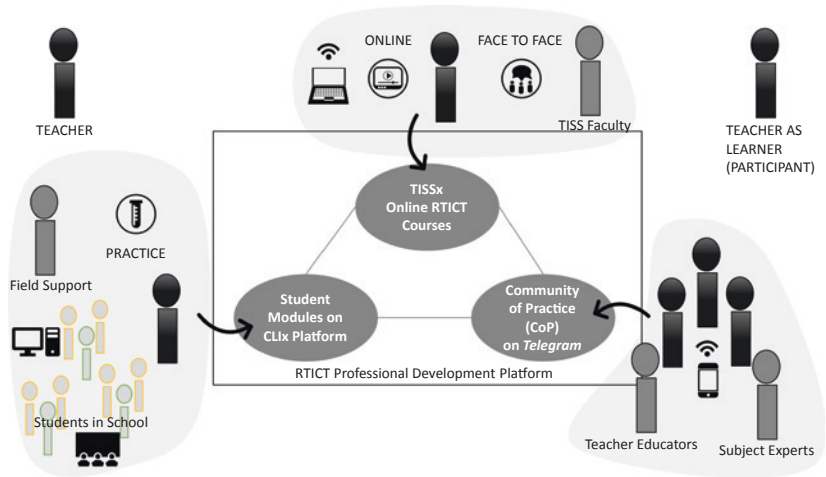 ONLINE
FACE TO FACE
TISS Faculty
TEACHER
TEACHER AS
LEARNER
(PARTICIPANT)
TISSx
Online RTICT
Courses
PRACTICE
Field Support
Student
Modules on
CLIx Platform
Community
of Practice
(CoP)
on Telegram
RTICT Professional Development Platform
Students in School
Teacher Educators
Subject Experts